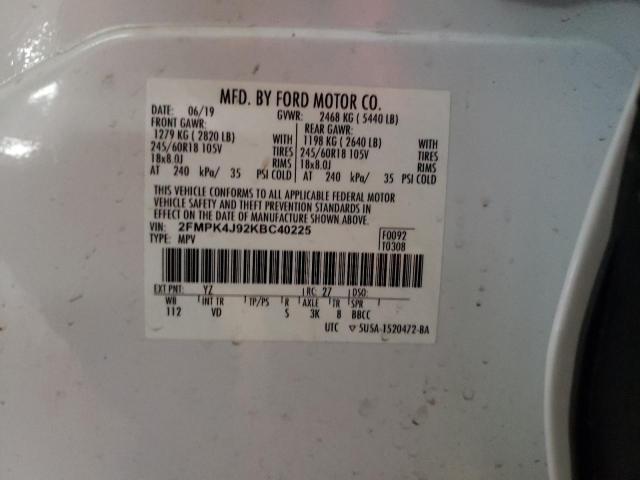 MFD. BY FORD MOTOR CO.
DATE: 06/19 GVWR: 2468 KG ( 5440 LB)
FRONT GAWR: REAR GAWR:
1279 KG ( 2820 LB) WITH 1198 KG ( 2640 LB) WITH
245/60R18 105V TIRES 245/60R18 105V TIRES
18x8.0J RIMS 18x8.0J RIMS
AT 240 kPa/ 35 PSI COLD AT 240 kPa/ 35 PSI COLD
THIS VEHICLE CONFORMS TO ALL APPLICABLE FEDERAL MOTOR
VEHICLE SAFETY AND THEFT PREVENTION STANDARDS IN
EFFECT ON THE DATE OF MANUFACTURE SHOWN ABOVE.
VIN: 2FMPK4J92KBC40225 F0092
TYPE: MPV T0308
EXT PNT: YZ RC: 27 DSO:
WB INT TR TP/PS R AXLE TR SPR
112 VD S 3K 8 BBCC
UTC ▽ 5U5A-1520472-BA